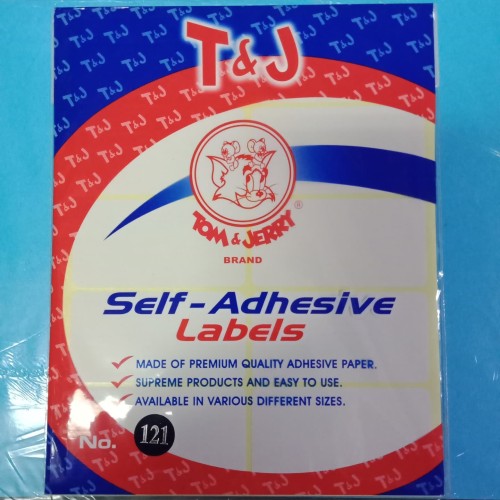 T&J
TOM & JERRY®
BRAND
Self-Adhesive
Labels
MADE OF PREMIUM QUALITY ADHESIVE PAPER.
SUPREME PRODUCTS AND EASY TO USE.
AVAILABLE IN VARIOUS DIFFERENT SIZES.
No. 121